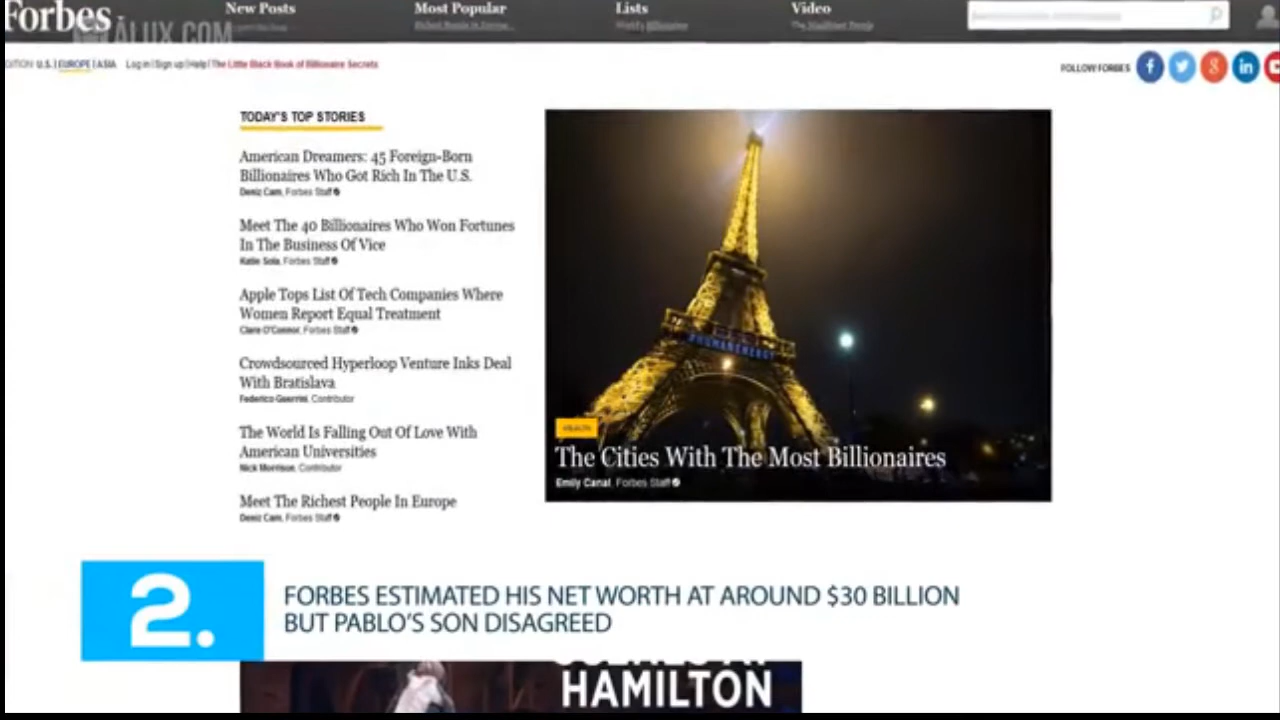 Forbes
New Posts
Most Popular
Lists
Video
ALUX.COM
U.S. | EUROPE | ASIA Log in | Sign up | Help | The Little Black Book of Billionaire Secrets
FOLLOW FORBES
TODAY'S TOP STORIES
American Dreamers: 45 Foreign-Born
Billionaires Who Got Rich In The U.S.
Deniz Cam, Forbes Staff
Meet The 40 Billionaires Who Won Fortunes
In The Business Of Vice
Katie Sola, Forbes Staff
Apple Tops List Of Tech Companies Where
Women Report Equal Treatment
Clare O'Connor, Forbes Staff
Crowdsourced Hyperloop Venture Inks Deal
With Bratislava
Federico Guerrini, Contributor
The World Is Falling Out Of Love With
American Universities
Nick Morrison, Contributor
Meet The Richest People In Europe
Deniz Cam, Forbes Staff
#HUMANENERGY
The Cities With The Most Billionaires
Emily Canal, Forbes Staff
2.
FORBES ESTIMATED HIS NET WORTH AT AROUND $30 BILLION
BUT PABLO'S SON DISAGREED
HAMILTON